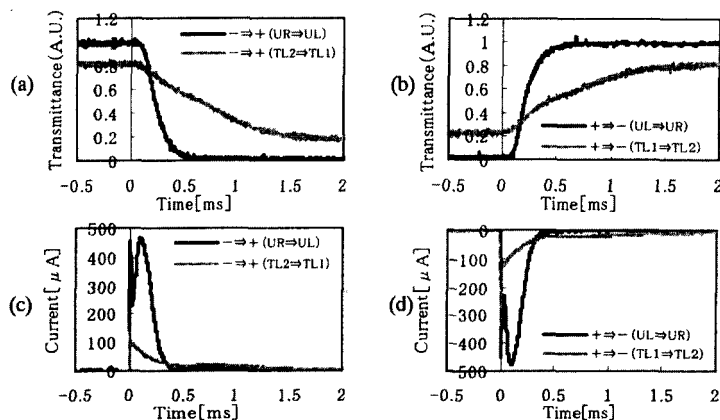 (a)
Transmittance(A.U.)
1.2
1
0.8
0.6
0.4
0.2
0
−⇒+(UR⇒UL)
−⇒+(TL2⇒TL1)
−0.5 0 0.5 1 1.5 2
Time[ms]
(b)
Transmittance(A.U.)
1.2
1
0.8
0.6
0.4
0.2
0
+⇒−(UL⇒UR)
+⇒−(TL1⇒TL2)
−0.5 0 0.5 1 1.5 2
Time[ms]
(c)
Current[μA]
500
400
300
200
100
0
−⇒+(UR⇒UL)
−⇒+(TL2⇒TL1)
−0.5 0 0.5 1 1.5 2
Time[ms]
(d)
Current[μA]
0
−100
−200
−300
−400
−500
+⇒−(UL⇒UR)
+⇒−(TL1⇒TL2)
−0.5 0 0.5 1 1.5 2
Time[ms]